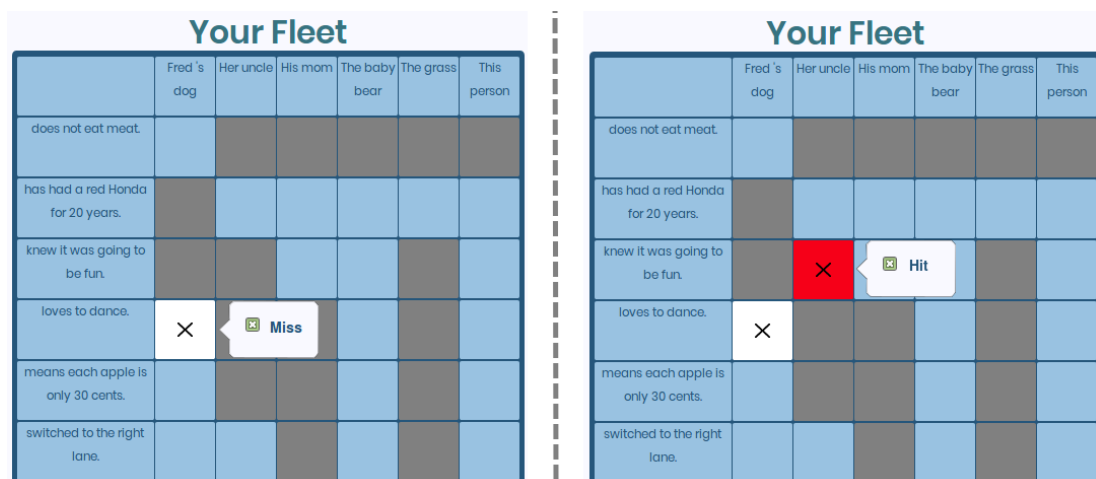 Your Fleet
Fred 's dog
Her uncle
His mom
The baby bear
The grass
This person
does not eat meat.
has had a red Honda
for 20 years.
knew it was going to
be fun.
loves to dance.
Miss
means each apple is
only 30 cents.
switched to the right
lane.
Your Fleet
Fred 's dog
Her uncle
His mom
The baby bear
The grass
This person
does not eat meat.
has had a red Honda
for 20 years.
knew it was going to
be fun.
Hit
loves to dance.
means each apple is
only 30 cents.
switched to the right
lane.